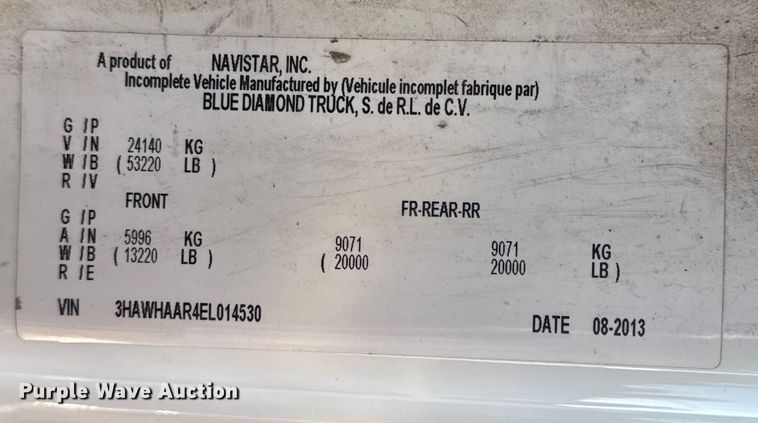 A product of NAVISTAR, INC.
Incomplete Vehicle Manufactured by (Vehicule incomplet fabrique par)
BLUE DIAMOND TRUCK, S. de R.L. de C.V.
G /P
V /N 24140 KG
W /B ( 53220 LB )
R /V
FRONT FR-REAR-RR
G /P
A /N 5996 KG 9071 9071 KG
W /B ( 13220 LB ) ( 20000 20000 LB )
R /E
VIN 3HAWHAAR4EL014530
DATE 08-2013
Purple Wave Auction